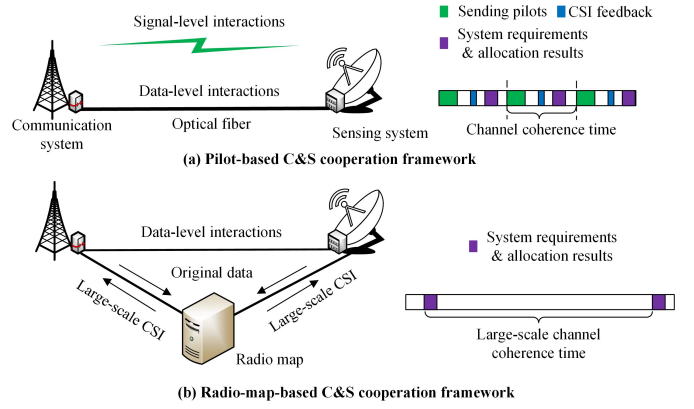 Signal-level interactions
Sending pilots
CSI feedback
System requirements
& allocation results
Data-level interactions
Optical fiber
Communication
system
Sensing system
Channel coherence time
(a) Pilot-based C&S cooperation framework
Data-level interactions
System requirements
& allocation results
Original data
Large-scale CSI
Large-scale CSI
Radio map
Large-scale channel
coherence time
(b) Radio-map-based C&S cooperation framework